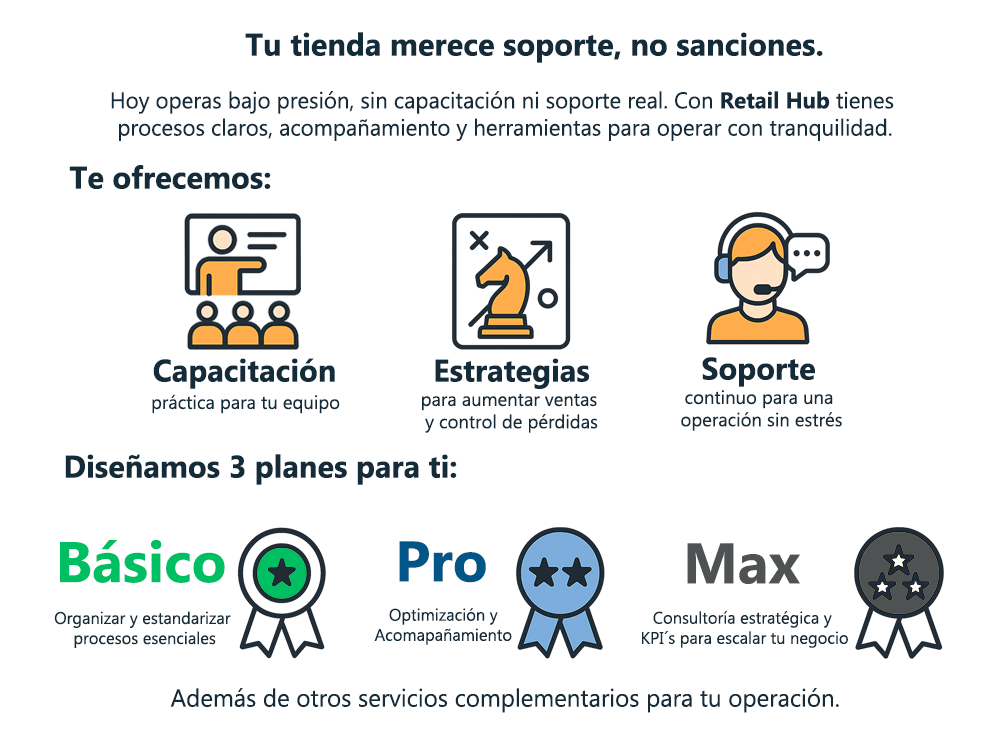 Tu tienda merece soporte, no sanciones.
Hoy operas bajo presión, sin capacitación ni soporte real. Con Retail Hub tienes
procesos claros, acompañamiento y herramientas para operar con tranquilidad.
Te ofrecemos:
Capacitación
práctica para tu equipo
Estrategias
para aumentar ventas
y control de pérdidas
Soporte
continuo para una
operación sin estrés
Diseñamos 3 planes para ti:
Básico
Organizar y estandarizar
procesos esenciales
Pro
Optimización y
Acomapañamiento
Max
Consultoría estratégica y
KPI´s para escalar tu negocio
Además de otros servicios complementarios para tu operación.